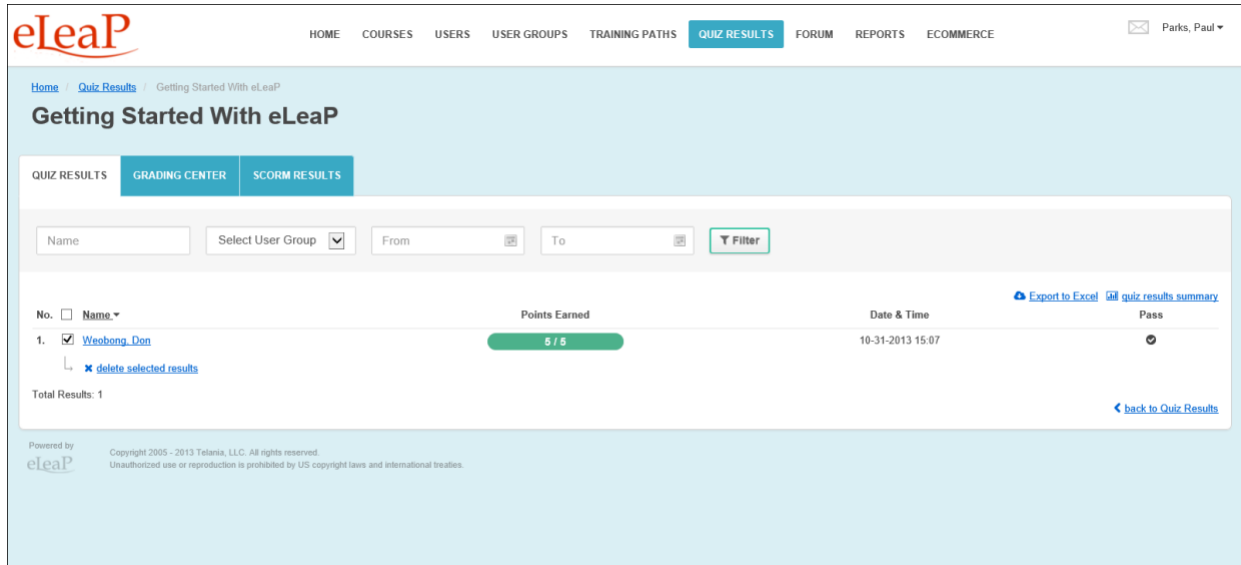 eLeaP
HOME COURSES USERS USER GROUPS TRAINING PATHS QUIZ RESULTS FORUM REPORTS ECOMMERCE Parks, Paul
Home / Quiz Results / Getting Started With eLeaP
Getting Started With eLeaP
QUIZ RESULTS GRADING CENTER SCORM RESULTS
Name Select User Group From To Filter
Export to Excel quiz results summary
No. Name Points Earned Date & Time Pass
1. Weobong, Don 5 / 5 10-31-2013 15:07
delete selected results
Total Results: 1
back to Quiz Results
Powered by
eLeaP
Copyright 2005 - 2013 Telania, LLC. All rights reserved.
Unauthorized use or reproduction is prohibited by US copyright laws and international treaties.